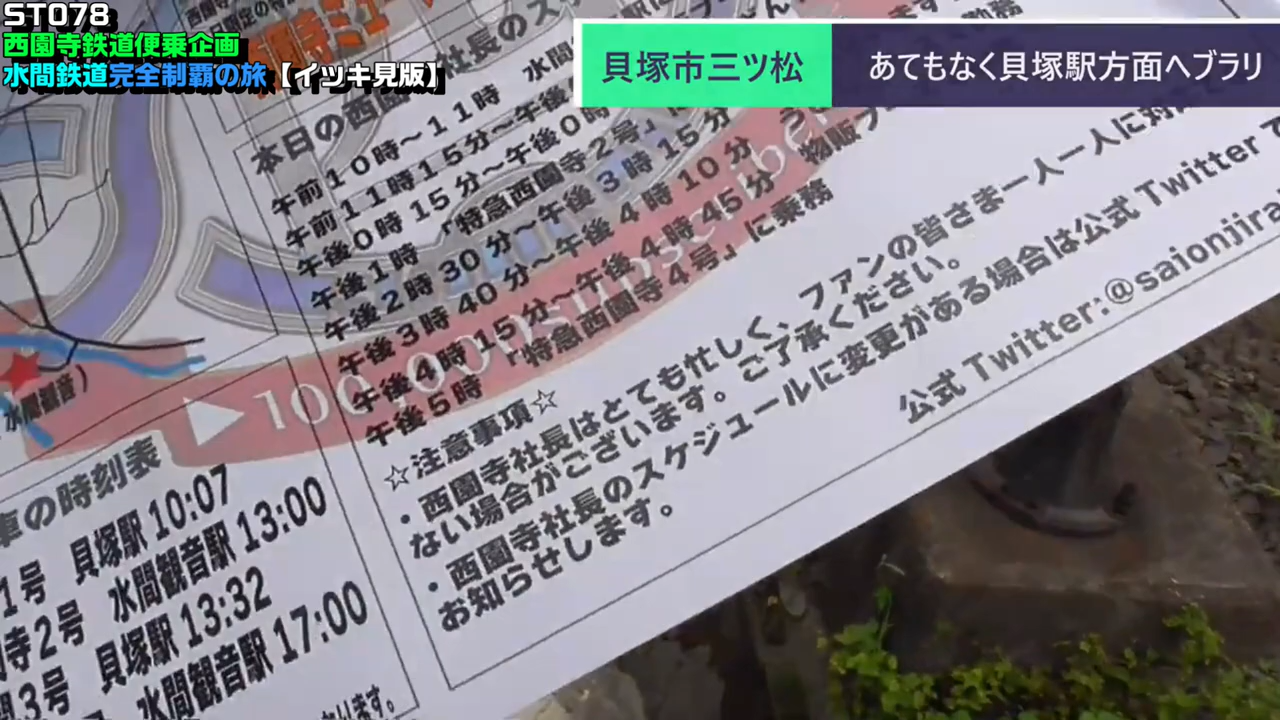 ST078
西園寺鉄道便乗企画
水間鉄道完全制覇の旅【イツキ見版】
貝塚市三ツ松
あてもなく貝塚駅方面へブラリ
本日の西園寺社長のスケ
午前10時~11時 水間
午前11時15分~午後
午後0時15分~午後0時
午後1時 「特急西園寺2号」に
午後2時30分~午後3時15分
午後3時40分~午後4時10分
午後4時15分~午後4時45分 物販ブ
午後5時 「特急西園寺4号」に乗務
▶100,000
☆注意事項☆
・西園寺社長はとても忙しく、ファンの皆さま一人一人に対
ない場合がございます。ご了承ください。
・西園寺社長のスケジュールに変更がある場合は公式Twitterで
お知らせします。
公式Twitter:@saionjira
水間観音)
車の時刻表
1号 貝塚駅 10:07
寺2号 水間観音駅 13:00
3号 貝塚駅 13:32
水間観音駅 17:00